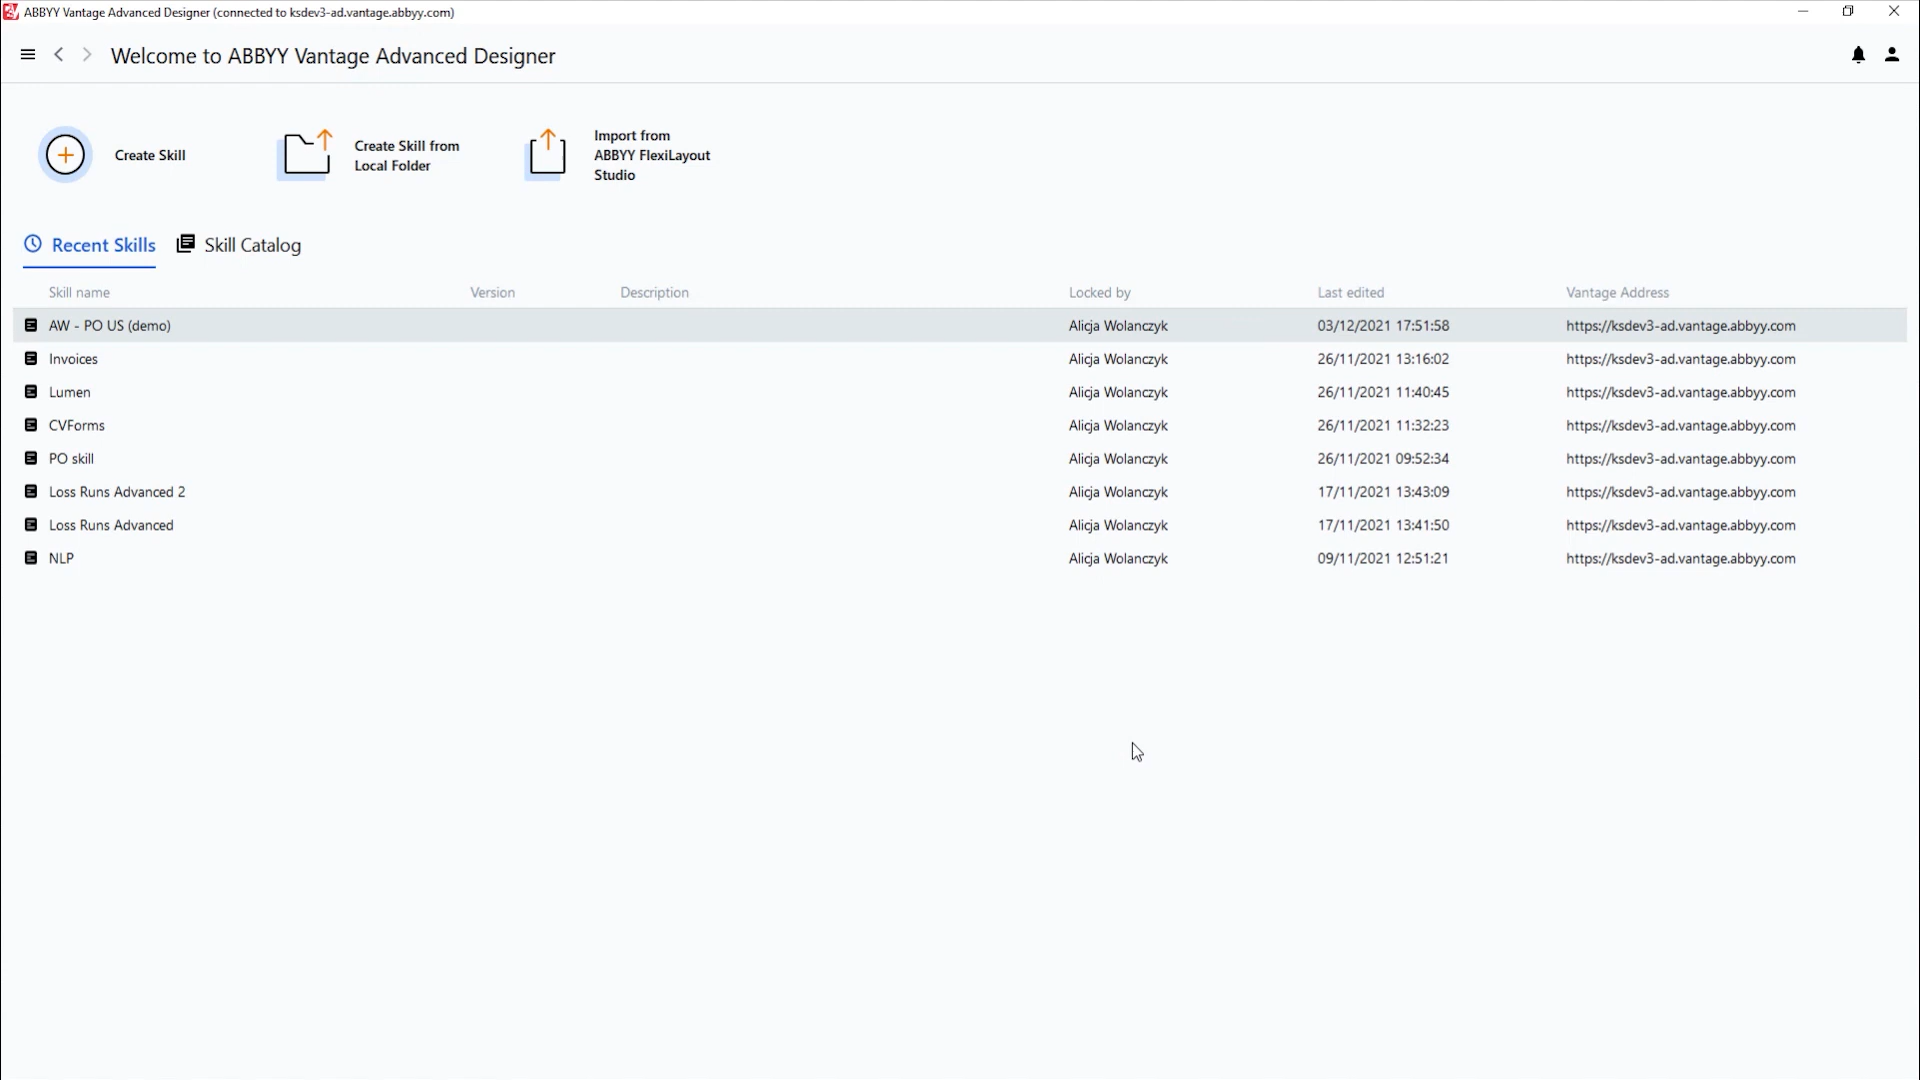 ABBYY Vantage Advanced Designer (connected to ksdev3-ad.vantage.abbyy.com)
Welcome to ABBYY Vantage Advanced Designer
Create Skill
Create Skill from
Local Folder
Import from
ABBYY FlexiLayout
Studio
Recent Skills Skill Catalog
Skill name Version Description Locked by Last edited Vantage Address
AW - PO US (demo) Alicja Wolanczyk 03/12/2021 17:51:58 https://ksdev3-ad.vantage.abbyy.com
Invoices Alicja Wolanczyk 26/11/2021 13:16:02 https://ksdev3-ad.vantage.abbyy.com
Lumen Alicja Wolanczyk 26/11/2021 11:40:45 https://ksdev3-ad.vantage.abbyy.com
CVForms Alicja Wolanczyk 26/11/2021 11:32:23 https://ksdev3-ad.vantage.abbyy.com
PO skill Alicja Wolanczyk 26/11/2021 09:52:34 https://ksdev3-ad.vantage.abbyy.com
Loss Runs Advanced 2 Alicja Wolanczyk 17/11/2021 13:43:09 https://ksdev3-ad.vantage.abbyy.com
Loss Runs Advanced Alicja Wolanczyk 17/11/2021 13:41:50 https://ksdev3-ad.vantage.abbyy.com
NLP Alicja Wolanczyk 09/11/2021 12:51:21 https://ksdev3-ad.vantage.abbyy.com